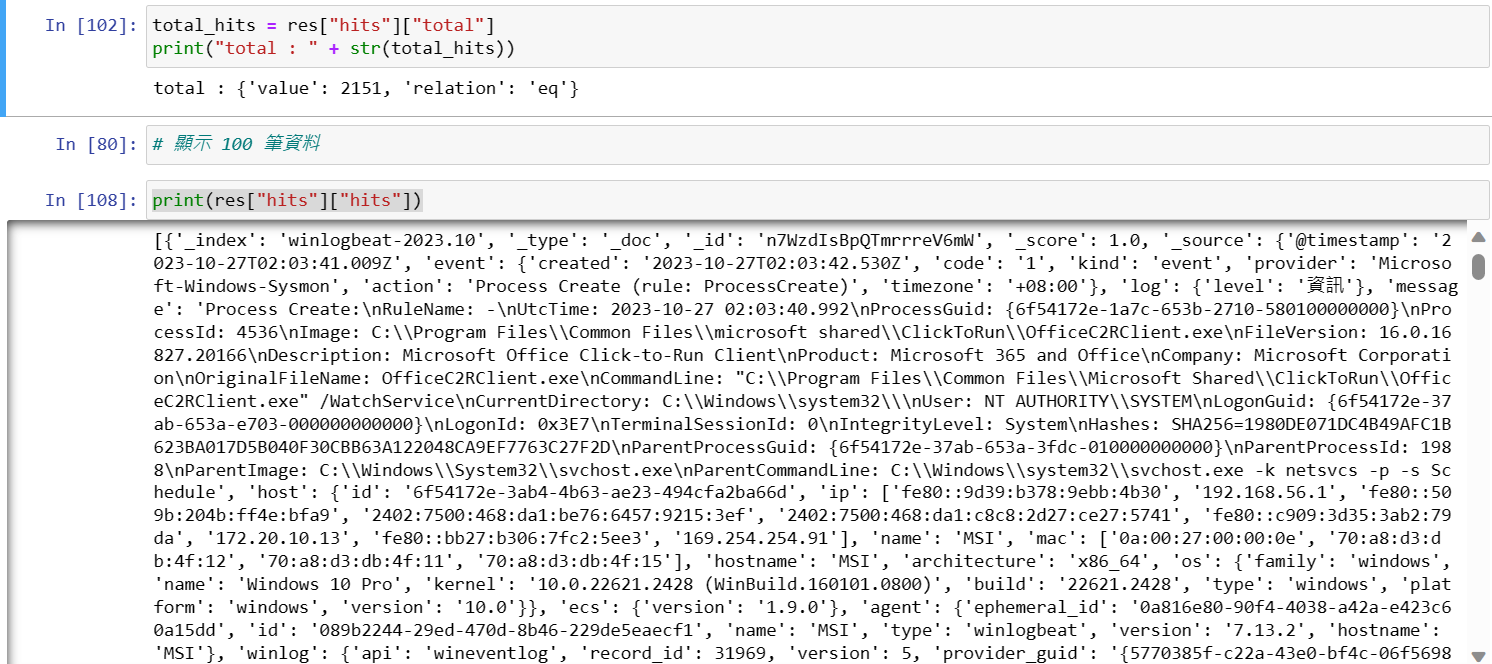 In [102]: total_hits = res["hits"]["total"]
print("total : " + str(total_hits))
total : {'value': 2151, 'relation': 'eq'}
In [80]: # 顯示 100 筆資料
In [108]: print(res["hits"]["hits"])
[{'_index': 'winlogbeat-2023.10', '_type': '_doc', '_id': 'n7WzdIsBpQTmrrreV6mW', '_score': 1.0, '_source': {'@timestamp': '2
023-10-27T02:03:41.009Z', 'event': {'created': '2023-10-27T02:03:42.530Z', 'code': '1', 'kind': 'event', 'provider': 'Microso
ft-Windows-Sysmon', 'action': 'Process Create (rule: ProcessCreate)', 'timezone': '+08:00'}, 'log': {'level': '資訊'}, 'messag
e': 'Process Create:\nRuleName: -\nUtcTime: 2023-10-27 02:03:40.992\nProcessGuid: {6f54172e-1a7c-653b-2710-580100000000}\nPro
cessId: 4536\nImage: C:\\Program Files\\Common Files\\microsoft shared\\ClickToRun\\OfficeC2RClient.exe\nFileVersion: 16.0.16
827.20166\nDescription: Microsoft Office Click-to-Run Client\nProduct: Microsoft 365 and Office\nCompany: Microsoft Corporati
on\nOriginalFileName: OfficeC2RClient.exe\nCommandLine: "C:\\Program Files\\Common Files\\Microsoft Shared\\ClickToRun\\Offic
eC2RClient.exe" /WatchService\nCurrentDirectory: C:\\Windows\\system32\\\nUser: NT AUTHORITY\\SYSTEM\nLogonGuid: {6f54172e-37
ab-653a-e703-000000000000}\nLogonId: 0x3E7\nTerminalSessionId: 0\nIntegrityLevel: System\nHashes: SHA256=1980DE071DC4B49AFC1B
623BA017D5B040F30CBB63A122048CA9EF7763C27F2D\nParentProcessGuid: {6f54172e-37ab-653a-3fdc-010000000000}\nParentProcessId: 198
8\nParentImage: C:\\Windows\\System32\\svchost.exe\nParentCommandLine: C:\\Windows\\system32\\svchost.exe -k netsvcs -p -s Sc
hedule', 'host': {'id': '6f54172e-3ab4-4b63-ae23-494cfa2ba66d', 'ip': ['fe80::9d39:b378:9ebb:4b30', '192.168.56.1', 'fe80::50
9b:204b:ff4e:bfa9', '2402:7500:468:da1:be76:6457:9215:3ef', '2402:7500:468:da1:c8c8:2d27:ce27:5741', 'fe80::c909:3d35:3ab2:79
da', '172.20.10.13', 'fe80::bb27:b306:7fc2:5ee3', '169.254.254.91'], 'name': 'MSI', 'mac': ['0a:00:27:00:00:0e', '70:a8:d3:d
b:4f:12', '70:a8:d3:db:4f:11', '70:a8:d3:db:4f:15'], 'hostname': 'MSI', 'architecture': 'x86_64', 'os': {'family': 'windows',
'name': 'Windows 10 Pro', 'kernel': '10.0.22621.2428 (WinBuild.160101.0800)', 'build': '22621.2428', 'type': 'windows', 'plat
form': 'windows', 'version': '10.0'}}, 'ecs': {'version': '1.9.0'}, 'agent': {'ephemeral_id': '0a816e80-90f4-4038-a42a-e423c6
0a15dd', 'id': '089b2244-29ed-470d-8b46-229de5eaecf1', 'name': 'MSI', 'type': 'winlogbeat', 'version': '7.13.2', 'hostname':
'MSI'}, 'winlog': {'api': 'wineventlog', 'record_id': 31969, 'version': 5, 'provider_guid': '{5770385f-c22a-43e0-bf4c-06f5698